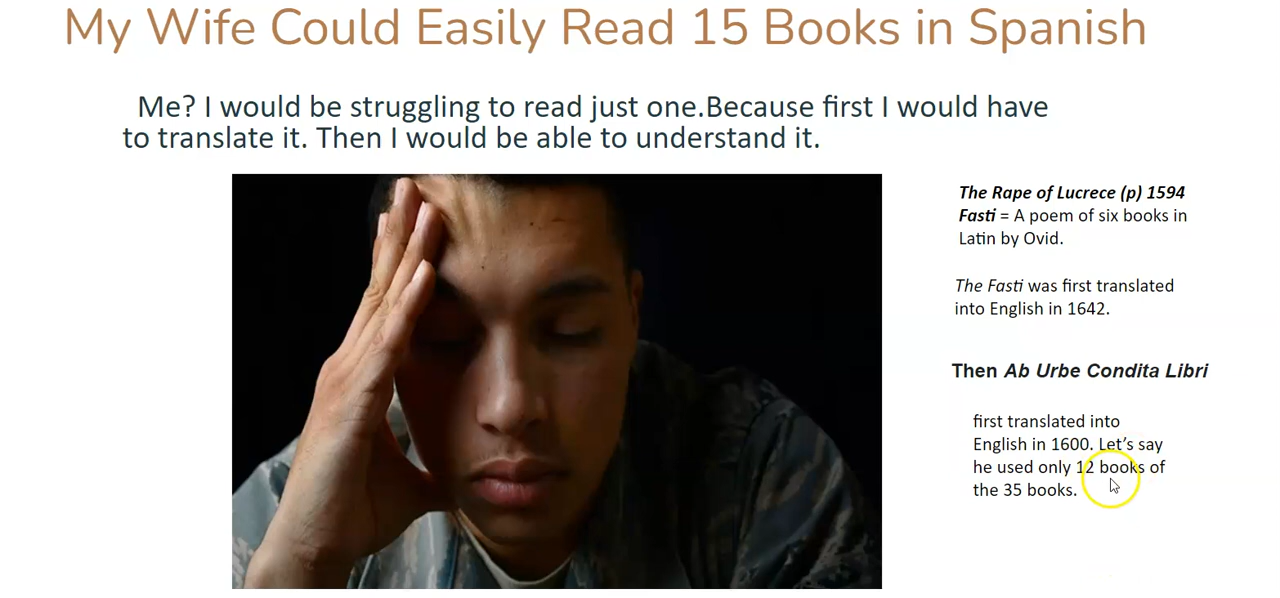 My Wife Could Easily Read 15 Books in Spanish
Me? I would be struggling to read just one.Because first I would have
to translate it. Then I would be able to understand it.
The Rape of Lucrece (p) 1594
Fasti = A poem of six books in
Latin by Ovid.
The Fasti was first translated
into English in 1642.
Then Ab Urbe Condita Libri
first translated into
English in 1600. Let’s say
he used only 12 books of
the 35 books.